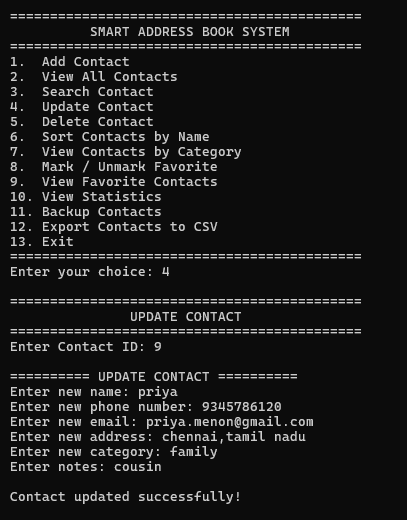 ============================================
SMART ADDRESS BOOK SYSTEM
============================================
1.  Add Contact
2.  View All Contacts
3.  Search Contact
4.  Update Contact
5.  Delete Contact
6.  Sort Contacts by Name
7.  View Contacts by Category
8.  Mark / Unmark Favorite
9.  View Favorite Contacts
10. View Statistics
11. Backup Contacts
12. Export Contacts to CSV
13. Exit
============================================
Enter your choice: 4
============================================
UPDATE CONTACT
============================================
Enter Contact ID: 9
========== UPDATE CONTACT ==========
Enter new name: priya
Enter new phone number: 9345786120
Enter new email: priya.menon@gmail.com
Enter new address: chennai,tamil nadu
Enter new category: family
Enter notes: cousin
Contact updated successfully!